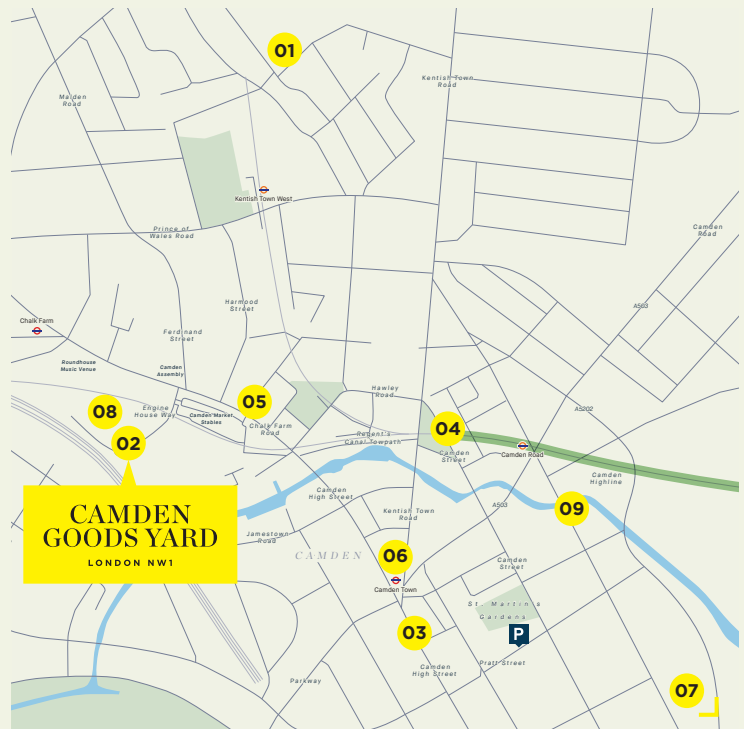 01
Kentish Town
Road
Malden
Road
Kentish Town West
Prince of
Wales Road
Camden
Road
Harmood
Street
A503
Chalk Farm
Ferdinand
Street
Roundhouse
Music Venue
Camden
Assembly
Hawley
Road
08
Engine
House Way
Camden Market
Stables
05
Chalk Farm
Road
A5202
02
Regent's
Canal Towpath
04
Camden
Street
Camden Road
Camden
Highline
CAMDEN
GOODS YARD
LONDON NW1
Camden
High Street
Kentish Town
Road
A503
09
Jamestown
Road
CAMDEN
06
Camden Town
Camden
Street
St. Martin's
Gardens
P
03
Pratt Street
Camden
High Street
Parkway
07